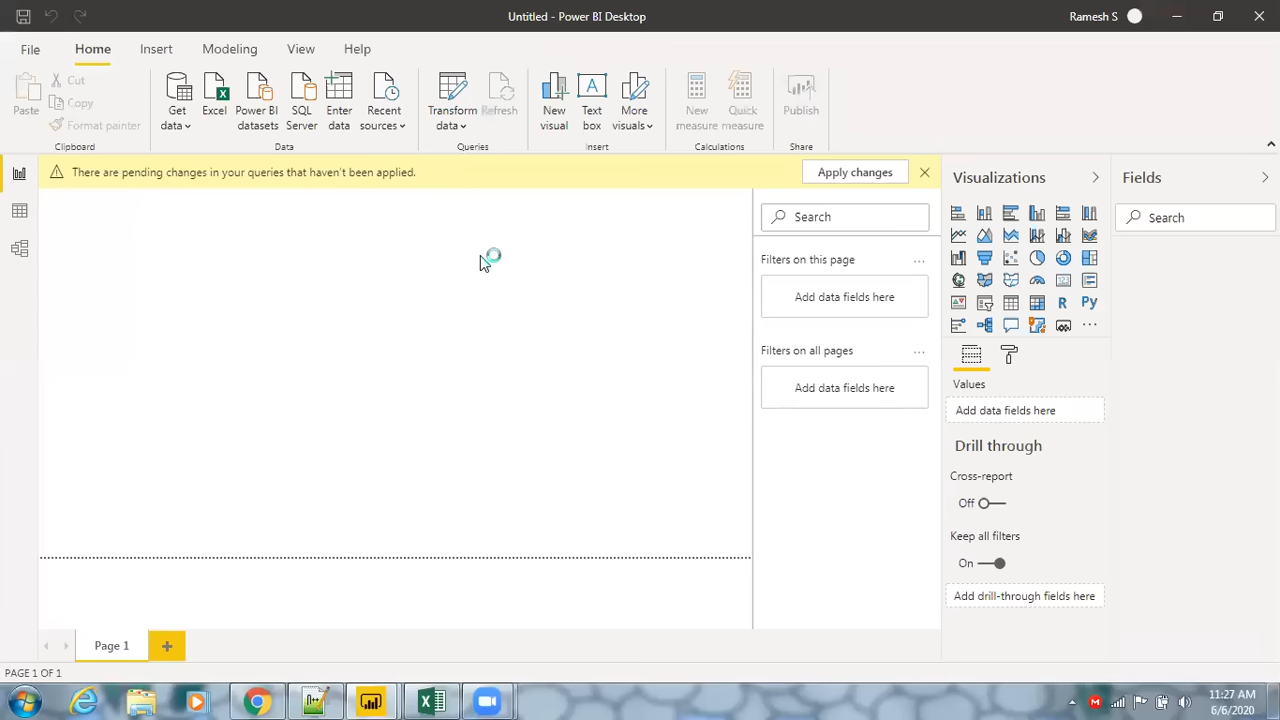 Untitled - Power BI Desktop
Ramesh S
File
Home
Insert
Modeling
View
Help
Paste
Cut
Copy
Format painter
Clipboard
Get data
Excel
Power BI datasets
SQL Server
Enter data
Recent sources
Data
Transform data
Refresh
Queries
New visual
Text box
More visuals
Insert
New measure
Quick measure
Calculations
Publish
Share
There are pending changes in your queries that haven't been applied.
Apply changes
Search
Filters on this page
...
Add data fields here
Filters on all pages
...
Add data fields here
Visualizations
R
Py
...
Values
Add data fields here
Drill through
Cross-report
Off
Keep all filters
On
Add drill-through fields here
Fields
Search
Page 1
PAGE 1 OF 1
11:27 AM
6/6/2020